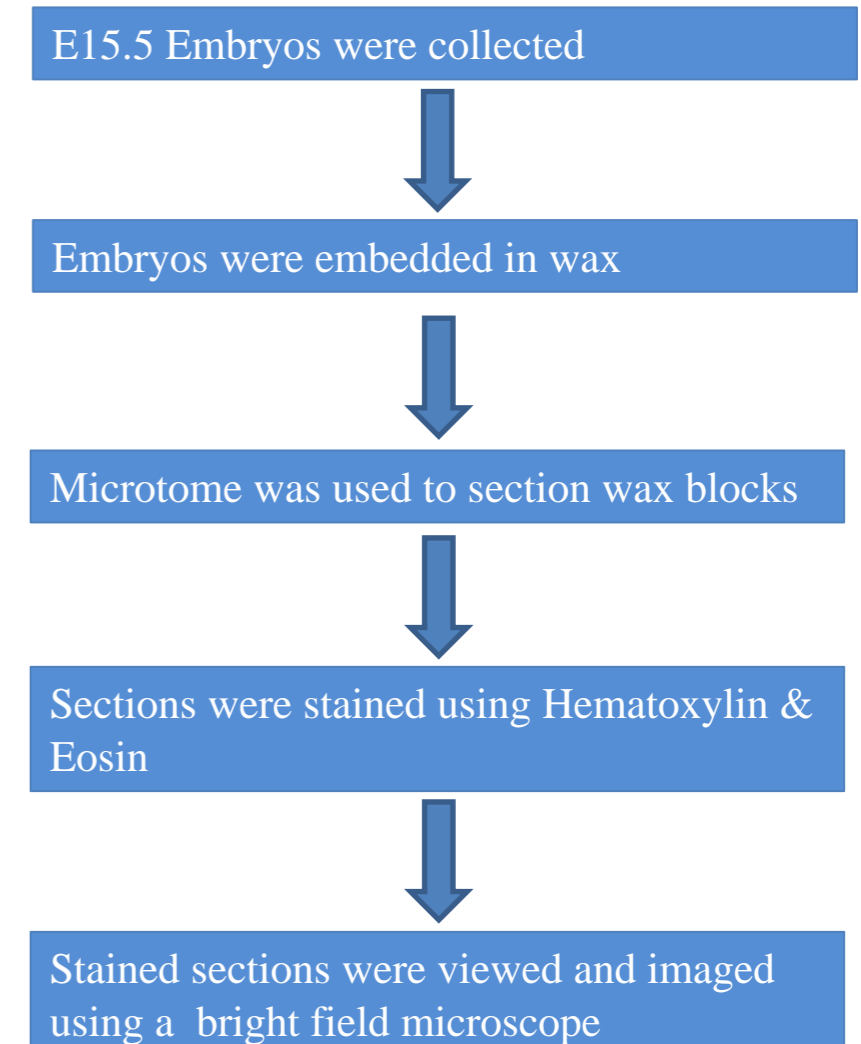 E15.5 Embryos were collected
Embryos were embedded in wax
Microtome was used to section wax blocks
Sections were stained using Hematoxylin &
Eosin
Stained sections were viewed and imaged
using a  bright field microscope